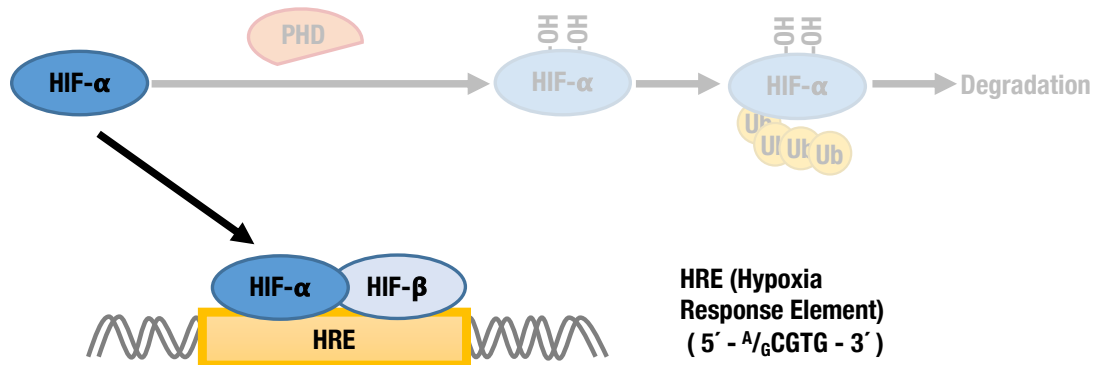 PHD
OH OH
OH OH
HIF-α
HIF-α
HIF-α
Degradation
Ub
Ub
Ub
Ub
HIF-α
HIF-β
HRE
HRE (Hypoxia
Response Element)
( 5´ - A/GCGTG - 3´ )